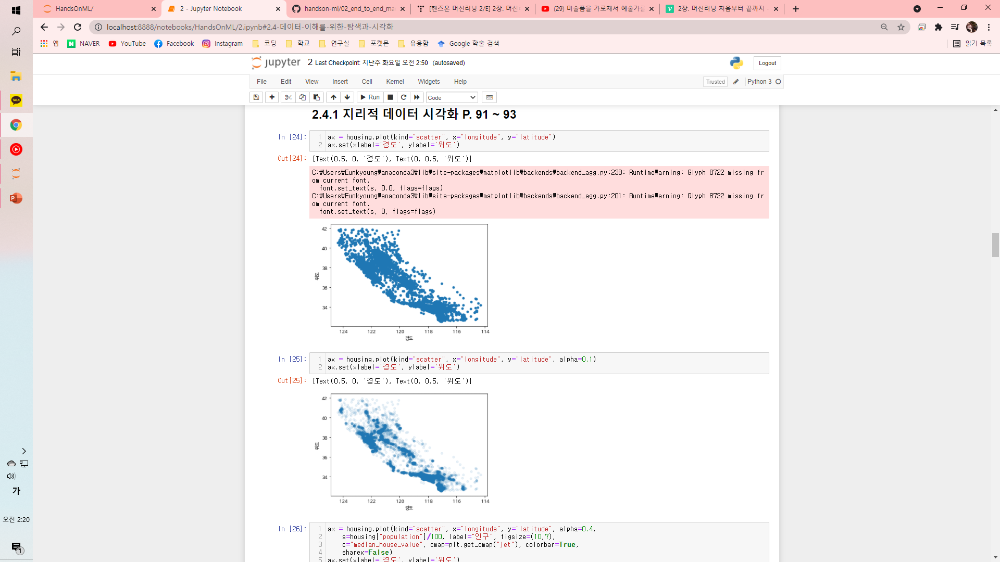 HandsOnML/
2 - Jupyter Notebook
handson-ml/02_end_to_end_ma
[핸즈온 머신러닝 2/E] 2장. 머신러
(29) 미술품을 가로채서 예술가를
2장. 머신러닝 처음부터 끝까지 -
localhost:8888/notebooks/HandsOnML/2.ipynb#2.4-데이터-이해를-위한-탐색과-시각화
앱 NAVER YouTube Facebook Instagram 코딩 학교 연구실 포켓몬 유용함 Google 학술 검색 읽기 목록
jupyter 2 Last Checkpoint: 지난주 화요일 오전 2:50 (autosaved) Logout
File Edit View Insert Cell Kernel Widgets Help Trusted Python 3
Run Code
2.4.1 지리적 데이터 시각화 P. 91 ~ 93
In [24]: 1 ax = housing.plot(kind="scatter", x="longitude", y="latitude")
2 ax.set(xlabel='경도', ylabel='위도')
Out[24]: [Text(0.5, 0, '경도'), Text(0, 0.5, '위도')]
C:₩Users₩Eunkyoung₩anaconda3₩lib₩site-packages₩matplotlib₩backends₩backend_agg.py:238: RuntimeWarning: Glyph 8722 missing fr
om current font.
font.set_text(s, 0.0, flags=flags)
C:₩Users₩Eunkyoung₩anaconda3₩lib₩site-packages₩matplotlib₩backends₩backend_agg.py:201: RuntimeWarning: Glyph 8722 missing fr
om current font.
font.set_text(s, 0, flags=flags)
42
40
38
36
34
위도
124 122 120 118 116 114
경도
In [25]: 1 ax = housing.plot(kind="scatter", x="longitude", y="latitude", alpha=0.1)
2 ax.set(xlabel='경도', ylabel='위도')
Out[25]: [Text(0.5, 0, '경도'), Text(0, 0.5, '위도')]
42
40
38
36
34
위도
124 122 120 118 116 114
경도
In [26]: 1 ax = housing.plot(kind="scatter", x="longitude", y="latitude", alpha=0.4,
2 s=housing["population"]/100, label="인구", figsize=(10,7),
3 c="median_house_value", cmap=plt.get_cmap("jet"), colorbar=True,
4 sharex=False)
5 ax.set(xlabel='경도', ylabel='위도')
TALK
P
가
오전 2:20
1